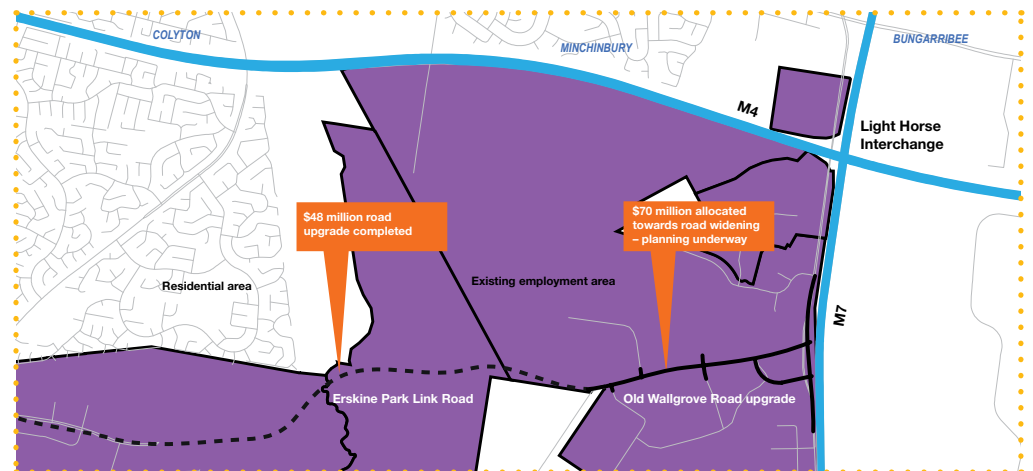 COLYTON
MINCHINBURY
BUNGARRIBEE
M4
Light Horse
Interchange
$48 million road
upgrade completed
$70 million allocated
towards road widening
– planning underway
Residential area
Existing employment area
M7
Erskine Park Link Road
Old Wallgrove Road upgrade